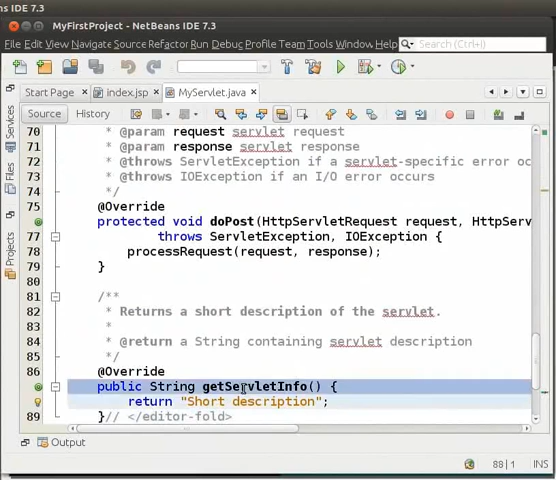 ns IDE 7.3
MyFirstProject - NetBeans IDE 7.3
File Edit View Navigate Source Refactor Run Debug Profile Team Tools Window Help Search (Ctrl+I)
Start Page index.jsp MyServlet.java
Source History
Services
Files
Projects
70 * @param request servlet request
71 * @param response servlet response
72 * @throws ServletException if a servlet-specific error oc
73 * @throws IOException if an I/O error occurs
74 */
75 @Override
protected void doPost(HttpServletRequest request, HttpServ
77 throws ServletException, IOException {
78 processRequest(request, response);
79 }
80
81 /**
82 * Returns a short description of the servlet.
83 *
84 * @return a String containing servlet description
85 */
86 @Override
public String getServletInfo() {
return "Short description";
89 }// </editor-fold>
Output
88|1 INS